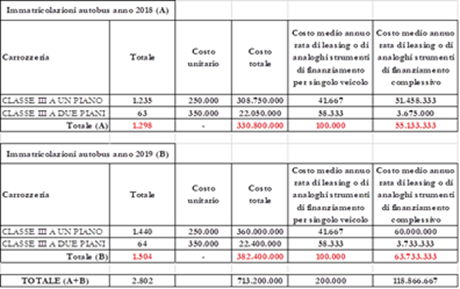 Immatricolazioni autobus anno 2018 (A)
Carrozzeria Totale Costo unitario Costo totale Costo medio annuo rata di leasing o di analoghi strumenti di finanziamento per singolo veicolo Costo medio annuo rata di leasing o di analoghi strumenti di finanziamento complessivo
CLASSE III A UN PIANO 1.235 250.000 308.750.000 41.667 51.458.333
CLASSE III A DUE PIANI 63 350.000 22.050.000 58.333 3.675.000
Totale (A) 1.298 - 330.800.000 100.000 55.133.333
Immatricolazioni autobus anno 2019 (B)
Carrozzeria Totale Costo unitario Costo totale Costo medio annuo rata di leasing o di analoghi strumenti di finanziamento per singolo veicolo Costo medio annuo rata di leasing o di analoghi strumenti di finanziamento complessivo
CLASSE III A UN PIANO 1.440 250.000 360.000.000 41.667 60.000.000
CLASSE III A DUE PIANI 64 350.000 22.400.000 58.333 3.733.333
Totale (B) 1.504 - 382.400.000 100.000 63.733.333
TOTALE (A+B) 2.802 713.200.000 200.000 118.866.667